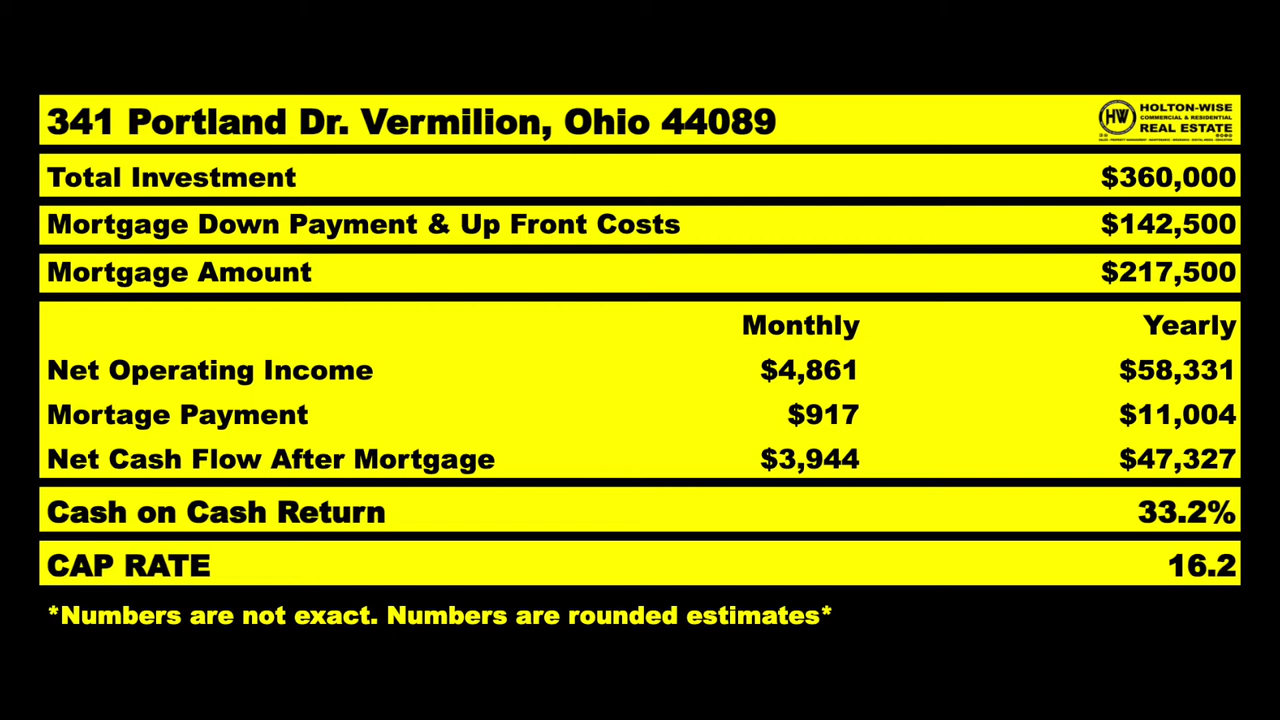 341 Portland Dr. Vermilion, Ohio 44089
HW
HOLTON-WISE
COMMERCIAL & RESIDENTIAL
REAL ESTATE
Total Investment $360,000
Mortgage Down Payment & Up Front Costs $142,500
Mortgage Amount $217,500
Monthly Yearly
Net Operating Income $4,861 $58,331
Mortage Payment $917 $11,004
Net Cash Flow After Mortgage $3,944 $47,327
Cash on Cash Return 33.2%
CAP RATE 16.2
*Numbers are not exact. Numbers are rounded estimates*